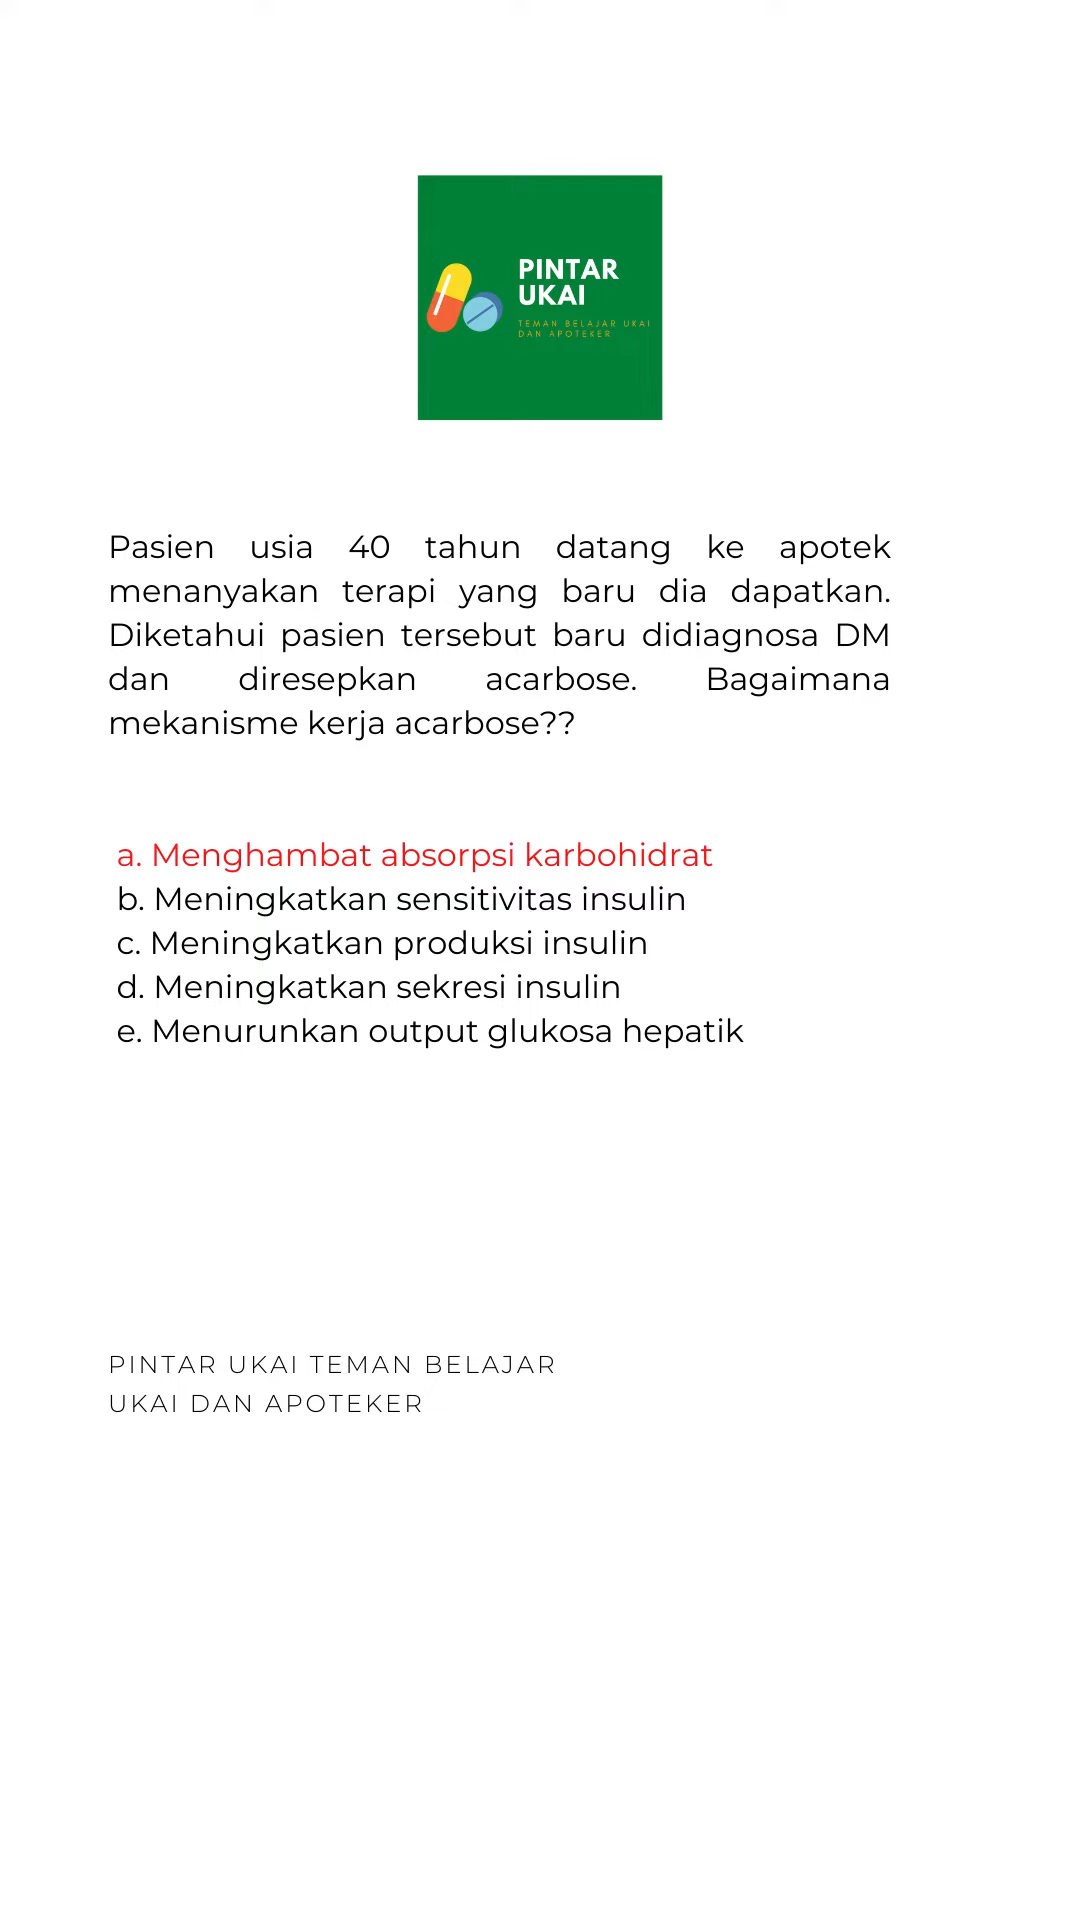 PINTAR
UKAI
TEMAN BELAJAR UKAI
DAN APOTEKER
Pasien usia 40 tahun datang ke apotek
menanyakan terapi yang baru dia dapatkan.
Diketahui pasien tersebut baru didiagnosa DM
dan diresepkan acarbose. Bagaimana
mekanisme kerja acarbose??
a. Menghambat absorpsi karbohidrat
b. Meningkatkan sensitivitas insulin
c. Meningkatkan produksi insulin
d. Meningkatkan sekresi insulin
e. Menurunkan output glukosa hepatik
PINTAR UKAI TEMAN BELAJAR
UKAI DAN APOTEKER